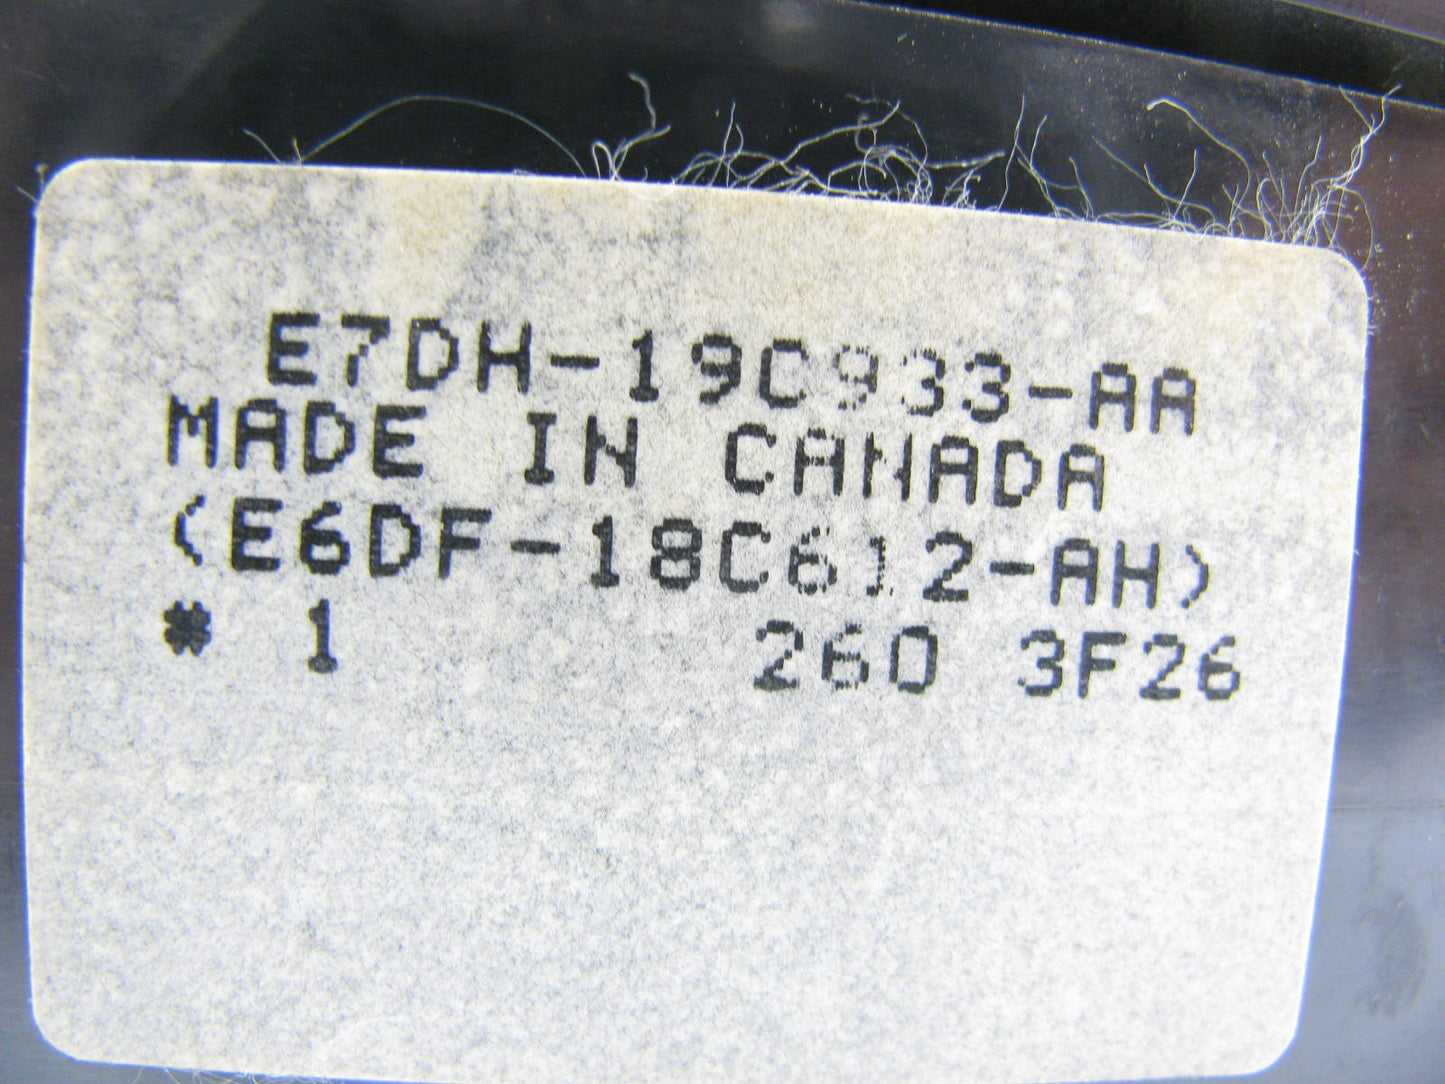 E7DH-19C933-AA
MADE IN CANADA
(E6DF-18C612-AH)
* 1 260 3F26